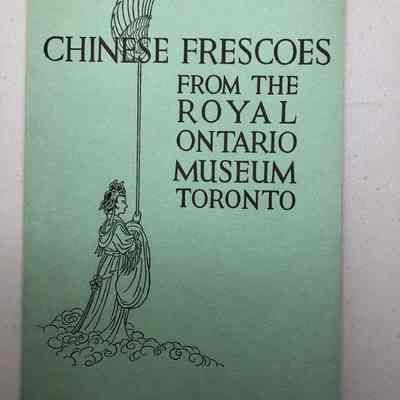 CHINESE FRESCOES
FROM THE
ROYAL
ONTARIO
MUSEUM
TORONTO